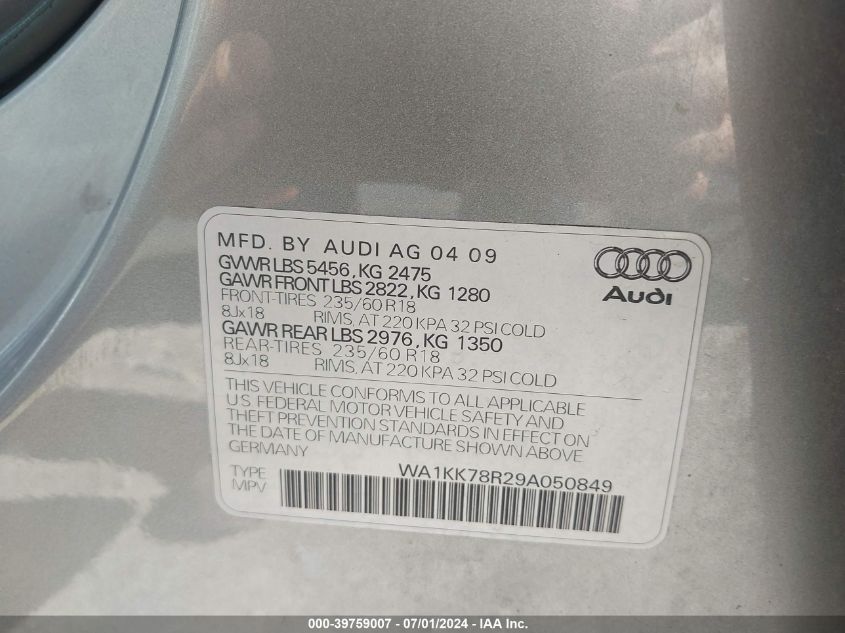 MFD. BY AUDI AG 04 09
GVWR LBS 5456, KG 2475
GAWR FRONT LBS 2822, KG 1280
FRONT-TIRES 235/60 R18
8Jx18 RIMS, AT 220 KPA 32 PSI COLD
GAWR REAR LBS 2976, KG 1350
REAR-TIRES 235/60 R18
8Jx18 RIMS, AT 220 KPA 32 PSI COLD
Audi
THIS VEHICLE CONFORMS TO ALL APPLICABLE
U.S. FEDERAL MOTOR VEHICLE SAFETY AND
THEFT PREVENTION STANDARDS IN EFFECT ON
THE DATE OF MANUFACTURE SHOWN ABOVE
GERMANY
TYPE WA1KK78R29A050849
MPV
000-39759007 - 07/01/2024 - IAA Inc.